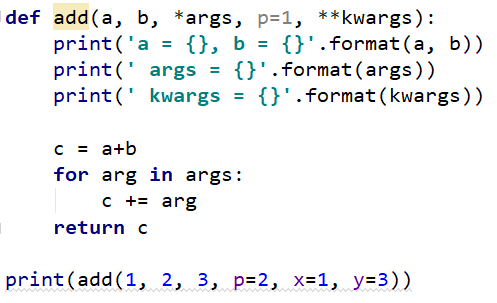 def add(a, b, *args, p=1, **kwargs):
    print('a = {}, b = {}'.format(a, b))
    print(' args = {}'.format(args))
    print(' kwargs = {}'.format(kwargs))

    c = a+b
    for arg in args:
        c += arg
    return c

print(add(1, 2, 3, p=2, x=1, y=3))